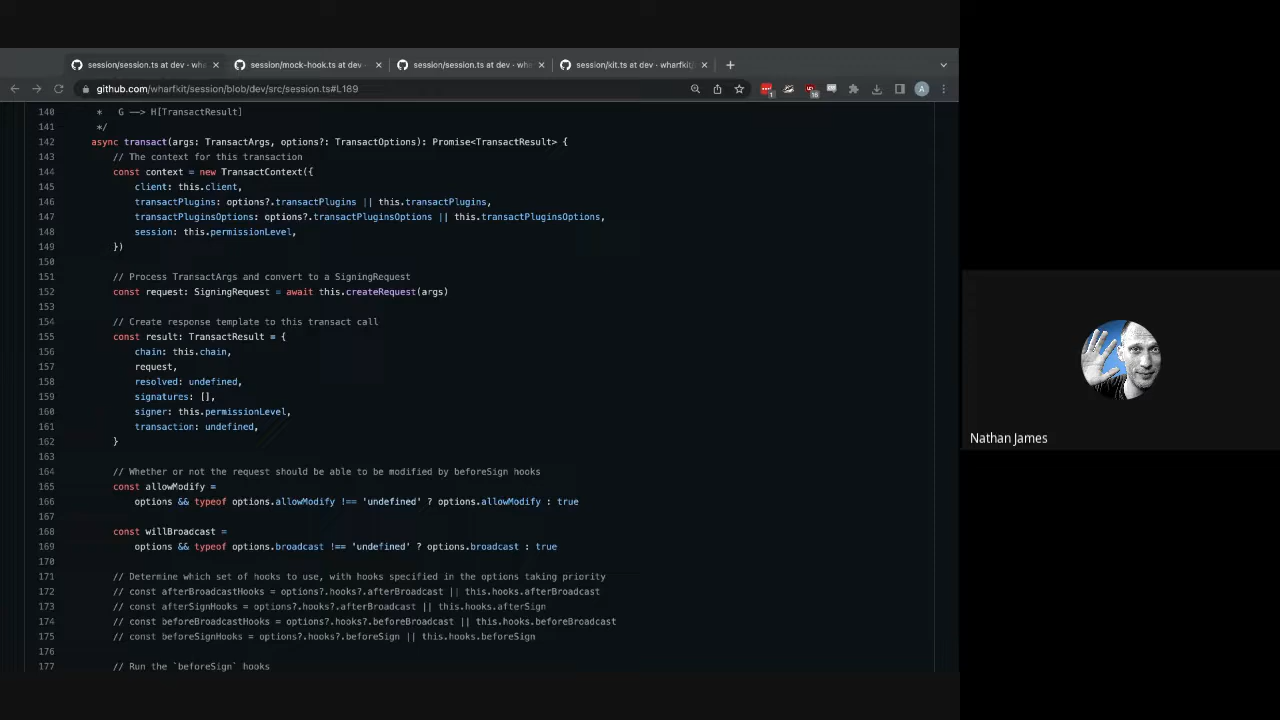 session/session.ts at dev · wha
session/mock-hook.ts at dev ·
session/session.ts at dev · wh
session/kit.ts at dev · wharfkit/
github.com/wharfkit/session/blob/dev/src/session.ts#L189
1
16
A
140 * G --> H[TransactResult]
141 */
142 async transact(args: TransactArgs, options?: TransactOptions): Promise<TransactResult> {
143 // The context for this transaction
144 const context = new TransactContext({
145 client: this.client,
146 transactPlugins: options?.transactPlugins || this.transactPlugins,
147 transactPluginsOptions: options?.transactPluginsOptions || this.transactPluginsOptions,
148 session: this.permissionLevel,
149 })
150
151 // Process TransactArgs and convert to a SigningRequest
152 const request: SigningRequest = await this.createRequest(args)
153
154 // Create response template to this transact call
155 const result: TransactResult = {
156 chain: this.chain,
157 request,
158 resolved: undefined,
159 signatures: [],
160 signer: this.permissionLevel,
161 transaction: undefined,
162 }
163
164 // Whether or not the request should be able to be modified by beforeSign hooks
165 const allowModify =
166 options && typeof options.allowModify !== 'undefined' ? options.allowModify : true
167
168 const willBroadcast =
169 options && typeof options.broadcast !== 'undefined' ? options.broadcast : true
170
171 // Determine which set of hooks to use, with hooks specified in the options taking priority
172 // const afterBroadcastHooks = options?.hooks?.afterBroadcast || this.hooks.afterBroadcast
173 // const afterSignHooks = options?.hooks?.afterBroadcast || this.hooks.afterSign
174 // const beforeBroadcastHooks = options?.hooks?.beforeBroadcast || this.hooks.beforeBroadcast
175 // const beforeSignHooks = options?.hooks?.beforeSign || this.hooks.beforeSign
176
177 // Run the `beforeSign` hooks
Nathan James